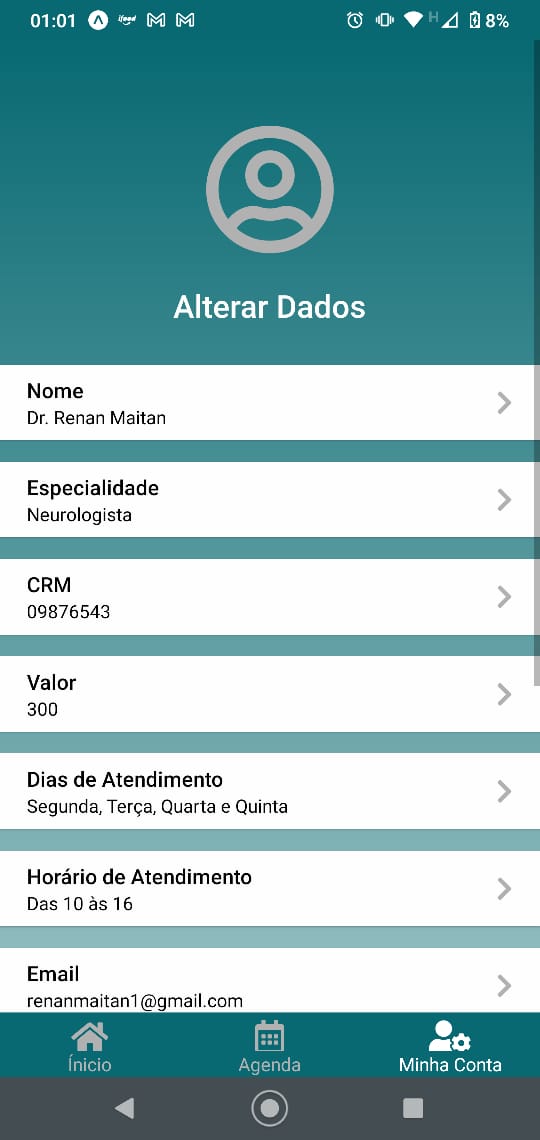 01:01 ifood H 8%
Alterar Dados
Nome
Dr. Renan Maitan
Especialidade
Neurologista
CRM
09876543
Valor
300
Dias de Atendimento
Segunda, Terça, Quarta e Quinta
Horário de Atendimento
Das 10 às 16
Email
renanmaitan1@gmail.com
Ínicio Agenda Minha Conta